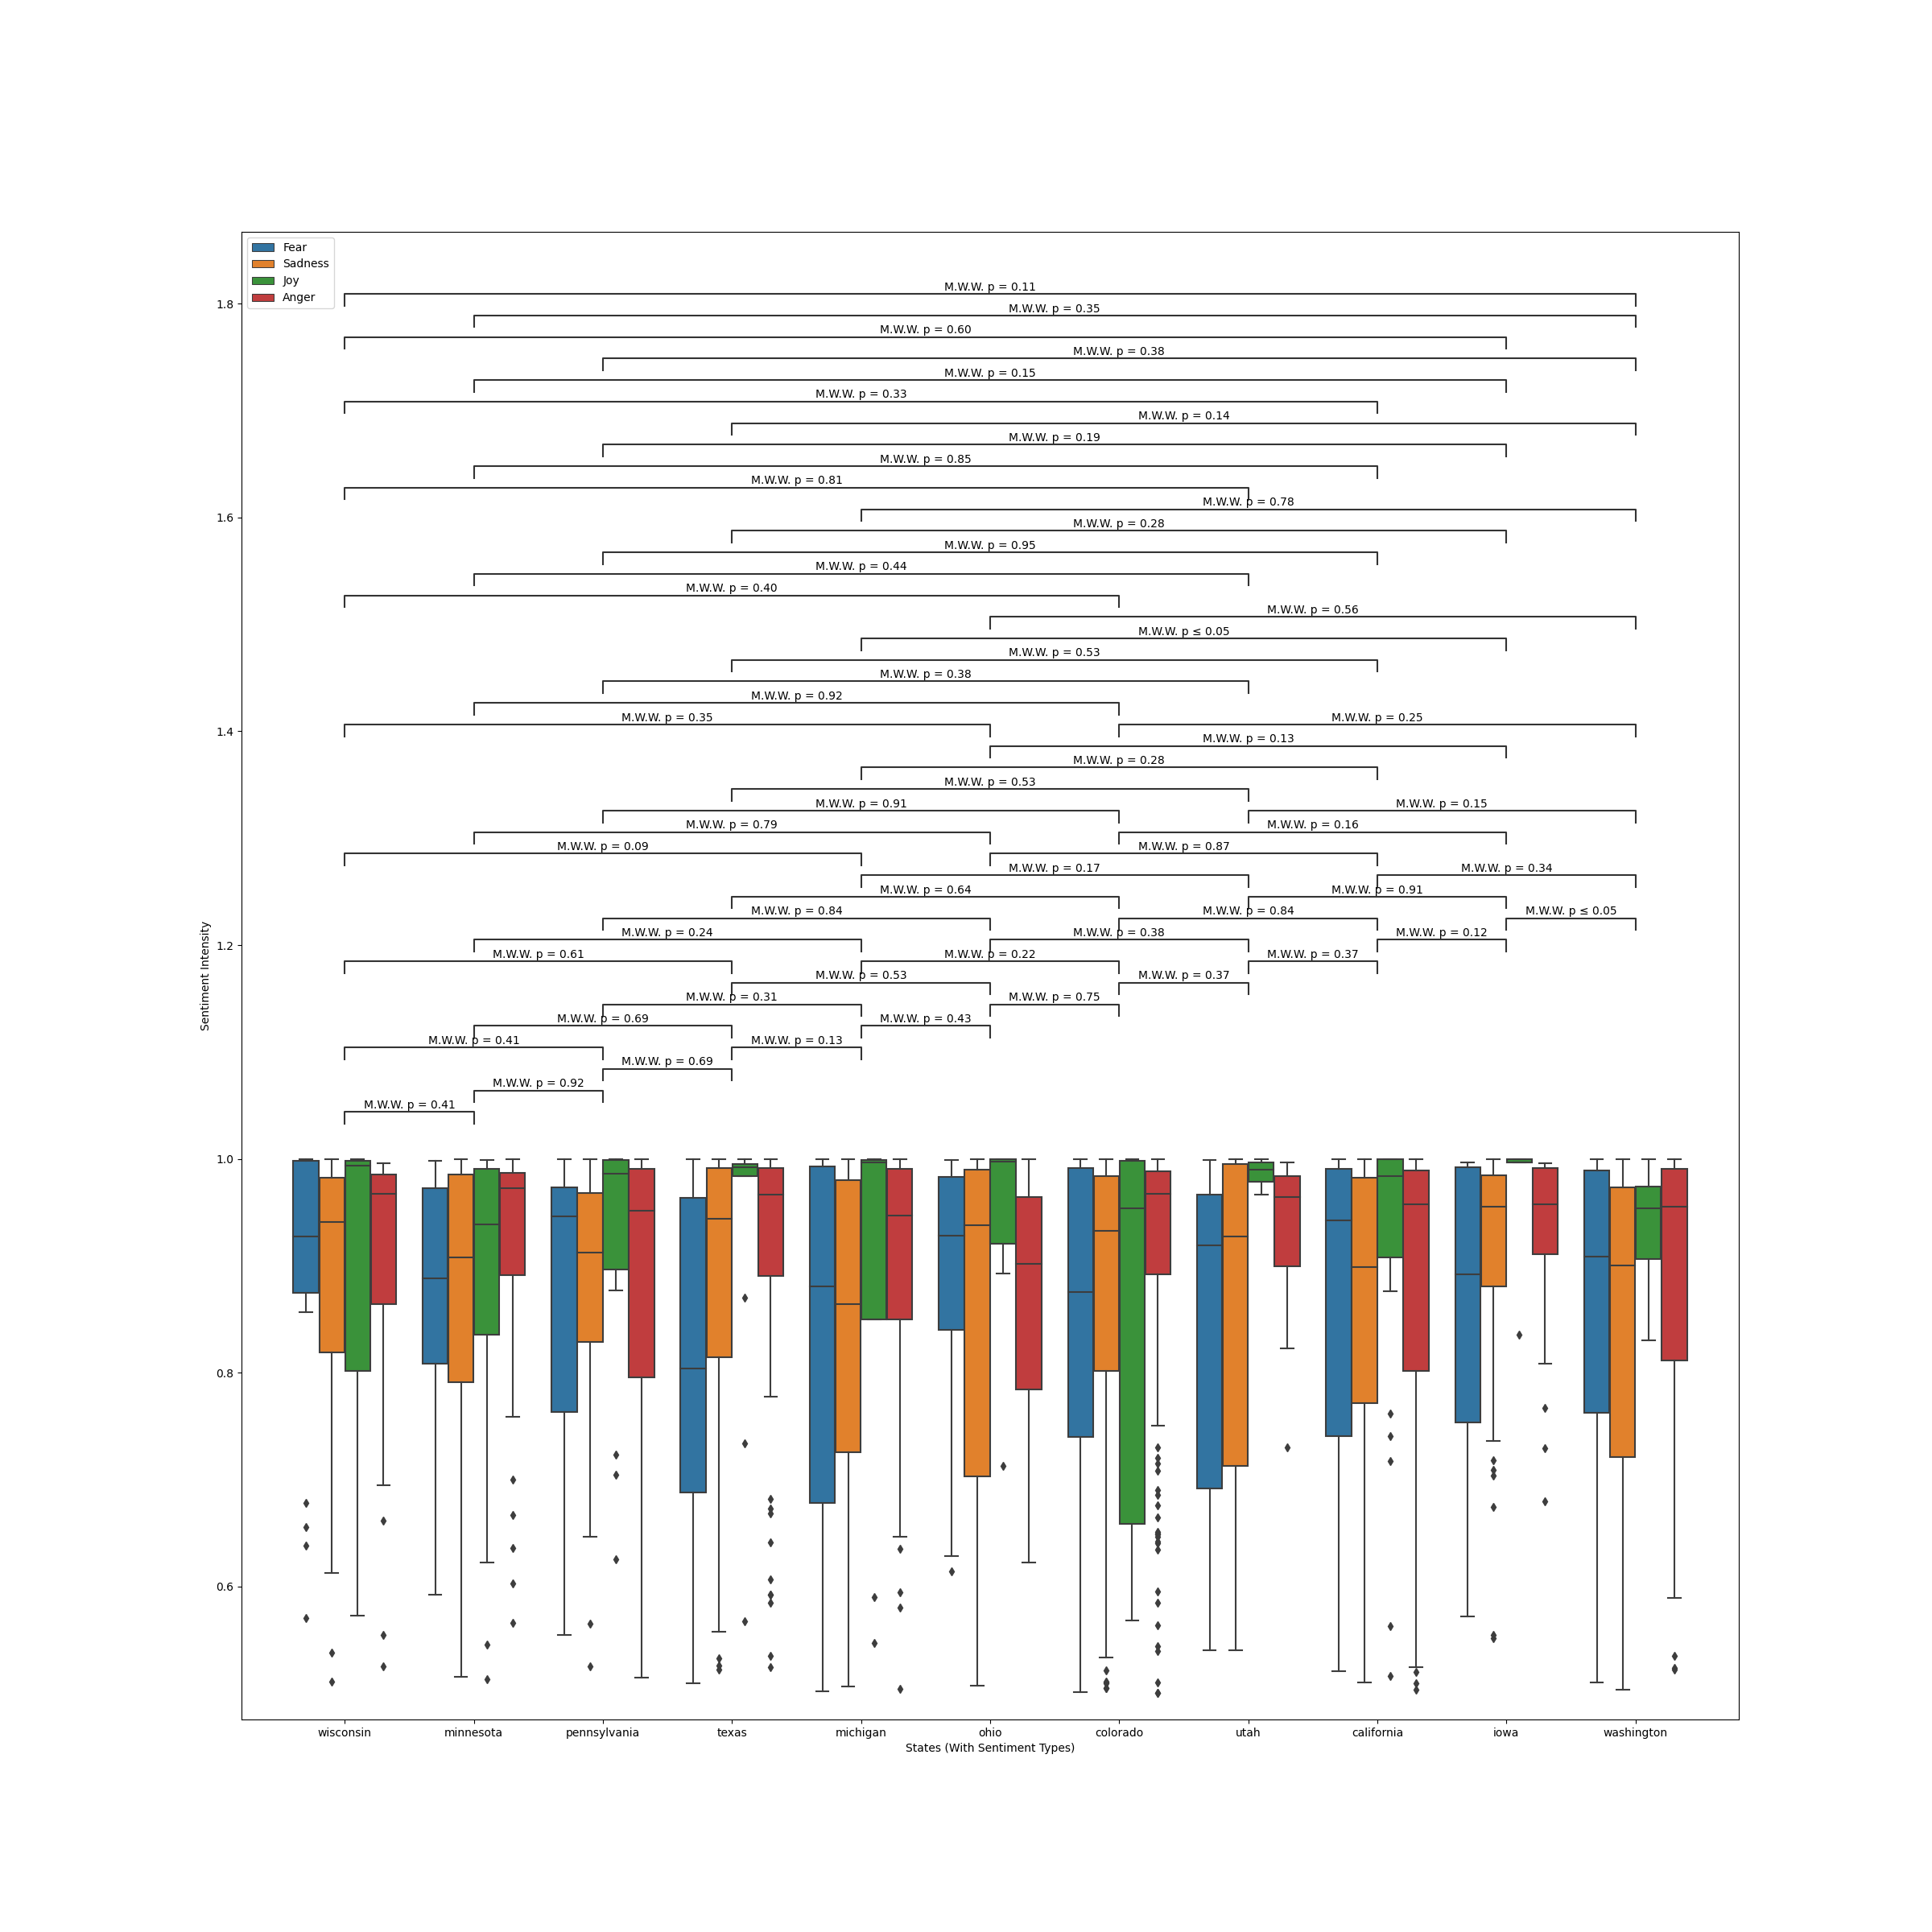 Fear
Sadness
Joy
Anger
M.W.W. p = 0.11
M.W.W. p = 0.35
M.W.W. p = 0.60
M.W.W. p = 0.38
M.W.W. p = 0.15
M.W.W. p = 0.33
M.W.W. p = 0.14
M.W.W. p = 0.19
M.W.W. p = 0.85
M.W.W. p = 0.81
M.W.W. p = 0.78
M.W.W. p = 0.28
M.W.W. p = 0.95
M.W.W. p = 0.44
M.W.W. p = 0.40
M.W.W. p = 0.56
M.W.W. p ≤ 0.05
M.W.W. p = 0.53
M.W.W. p = 0.38
M.W.W. p = 0.92
M.W.W. p = 0.35
M.W.W. p = 0.25
M.W.W. p = 0.13
M.W.W. p = 0.28
M.W.W. p = 0.53
M.W.W. p = 0.91
M.W.W. p = 0.15
M.W.W. p = 0.79
M.W.W. p = 0.16
M.W.W. p = 0.09
M.W.W. p = 0.87
M.W.W. p = 0.17
M.W.W. p = 0.34
M.W.W. p = 0.64
M.W.W. p = 0.91
M.W.W. p = 0.84
M.W.W. p = 0.84
M.W.W. p ≤ 0.05
M.W.W. p = 0.24
M.W.W. p = 0.38
M.W.W. p = 0.12
M.W.W. p = 0.61
M.W.W. p = 0.22
M.W.W. p = 0.37
M.W.W. p = 0.53
M.W.W. p = 0.37
M.W.W. p = 0.31
M.W.W. p = 0.75
M.W.W. p = 0.69
M.W.W. p = 0.43
M.W.W. p = 0.41
M.W.W. p = 0.13
M.W.W. p = 0.69
M.W.W. p = 0.92
M.W.W. p = 0.41
1.8
1.6
1.4
1.2
1.0
0.8
0.6
Sentiment Intensity
wisconsin
minnesota
pennsylvania
texas
michigan
ohio
colorado
utah
california
iowa
washington
States (With Sentiment Types)